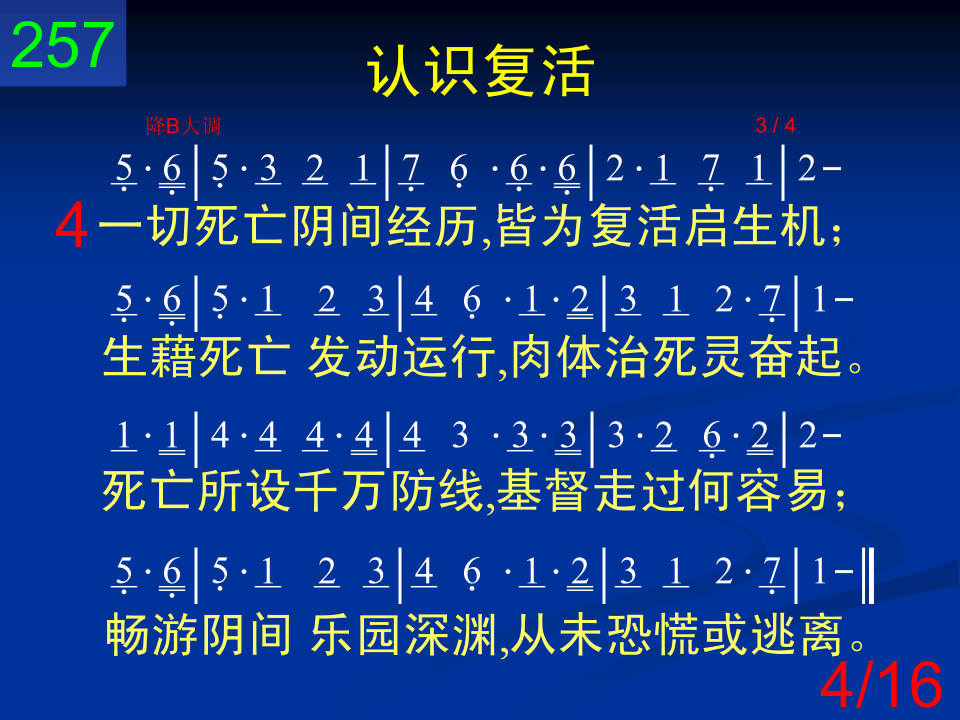 257
认识复活
降B大调 3 / 4
5 · 6 | 5 · 3 2 1 | 7 6 · 6 · 6 | 2 · 1 7 1 | 2 -
4 一切死亡阴间经历,皆为复活启生机；
5 · 6 | 5 · 1 2 3 | 4 6 · 1 · 2 | 3 1 2 · 7 | 1 -
生藉死亡 发动运行,肉体治死灵奋起。
1 · 1 | 4 · 4 4 · 4 | 4 3 · 3 · 3 | 3 · 2 6 · 2 | 2 -
死亡所设千万防线,基督走过何容易；
5 · 6 | 5 · 1 2 3 | 4 6 · 1 · 2 | 3 1 2 · 7 | 1 - ‖
畅游阴间 乐园深渊,从未恐慌或逃离。
4/16